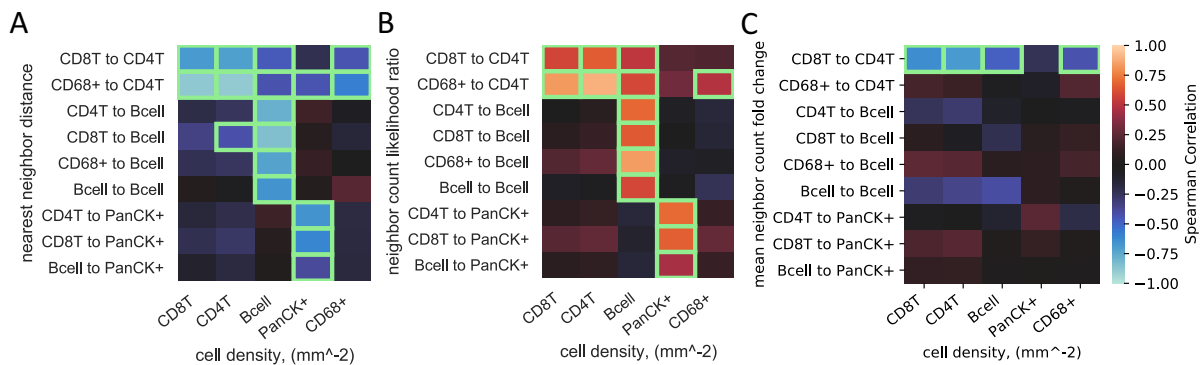 A
nearest neighbor distance
CD8T to CD4T
CD68+ to CD4T
CD4T to Bcell
CD8T to Bcell
CD68+ to Bcell
Bcell to Bcell
CD4T to PanCK+
CD8T to PanCK+
Bcell to PanCK+
CD8T
CD4T
Bcell
PanCK+
CD68+
cell density, (mm^-2)
B
neighbor count likelihood ratio
CD8T to CD4T
CD68+ to CD4T
CD4T to Bcell
CD8T to Bcell
CD68+ to Bcell
Bcell to Bcell
CD4T to PanCK+
CD8T to PanCK+
Bcell to PanCK+
CD8T
CD4T
Bcell
PanCK+
CD68+
cell density, (mm^-2)
C
mean neighbor count fold change
CD8T to CD4T
CD68+ to CD4T
CD4T to Bcell
CD8T to Bcell
CD68+ to Bcell
Bcell to Bcell
CD4T to PanCK+
CD8T to PanCK+
Bcell to PanCK+
CD8T
CD4T
Bcell
PanCK+
CD68+
cell density, (mm^-2)
1.00
0.75
0.50
0.25
0.00
−0.25
−0.50
−0.75
−1.00
Spearman Correlation